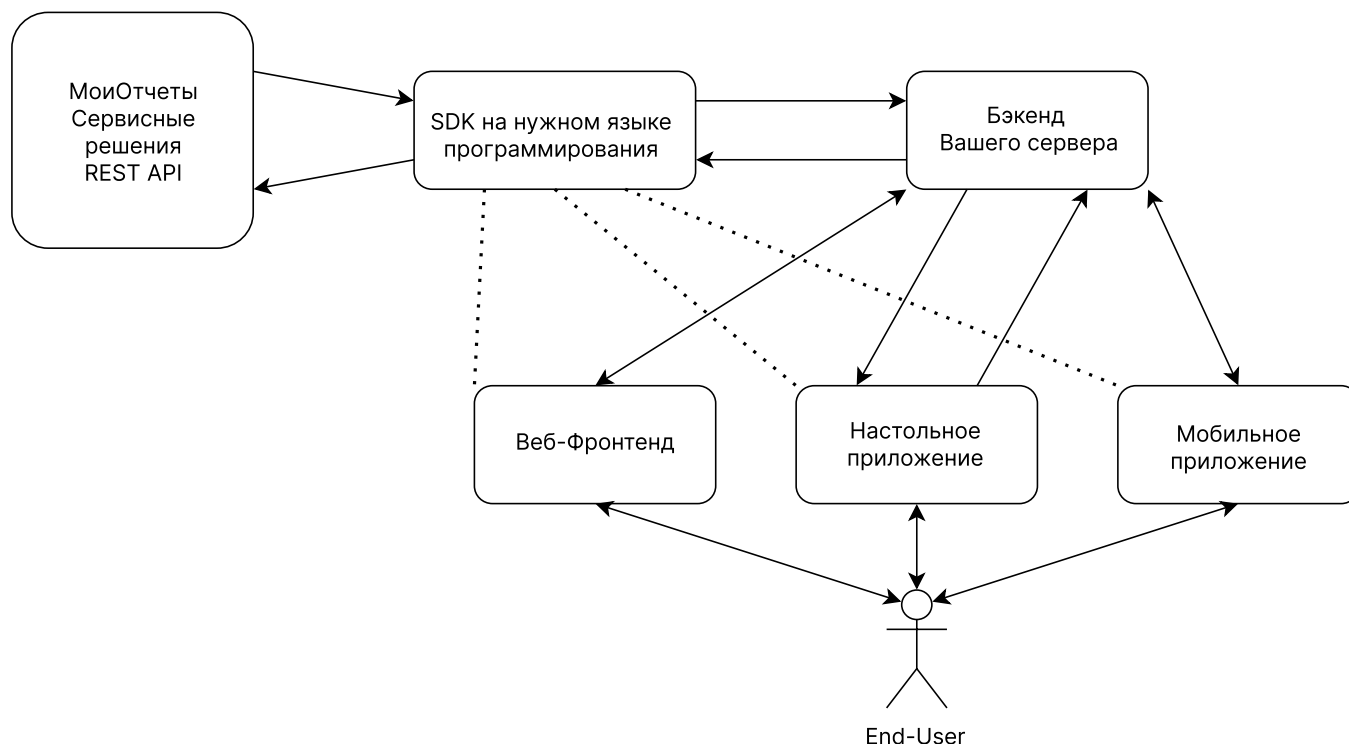 МоиОтчеты
Сервисные
решения
REST API
SDK на нужном языке
программирования
Бэкенд
Вашего сервера
Веб-Фронтенд
Настольное
приложение
Мобильное
приложение
End-User